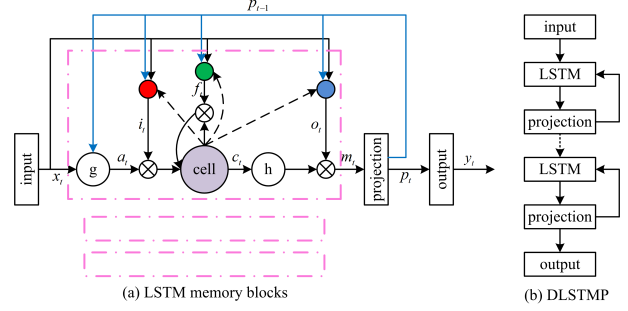 p_{t-1}
input
x_t
g
a_t
i_t
f_t
cell
c_t
h
o_t
m_t
projection
p_t
output
y_t
(a) LSTM memory blocks
input
LSTM
projection
LSTM
projection
output
(b) DLSTMP